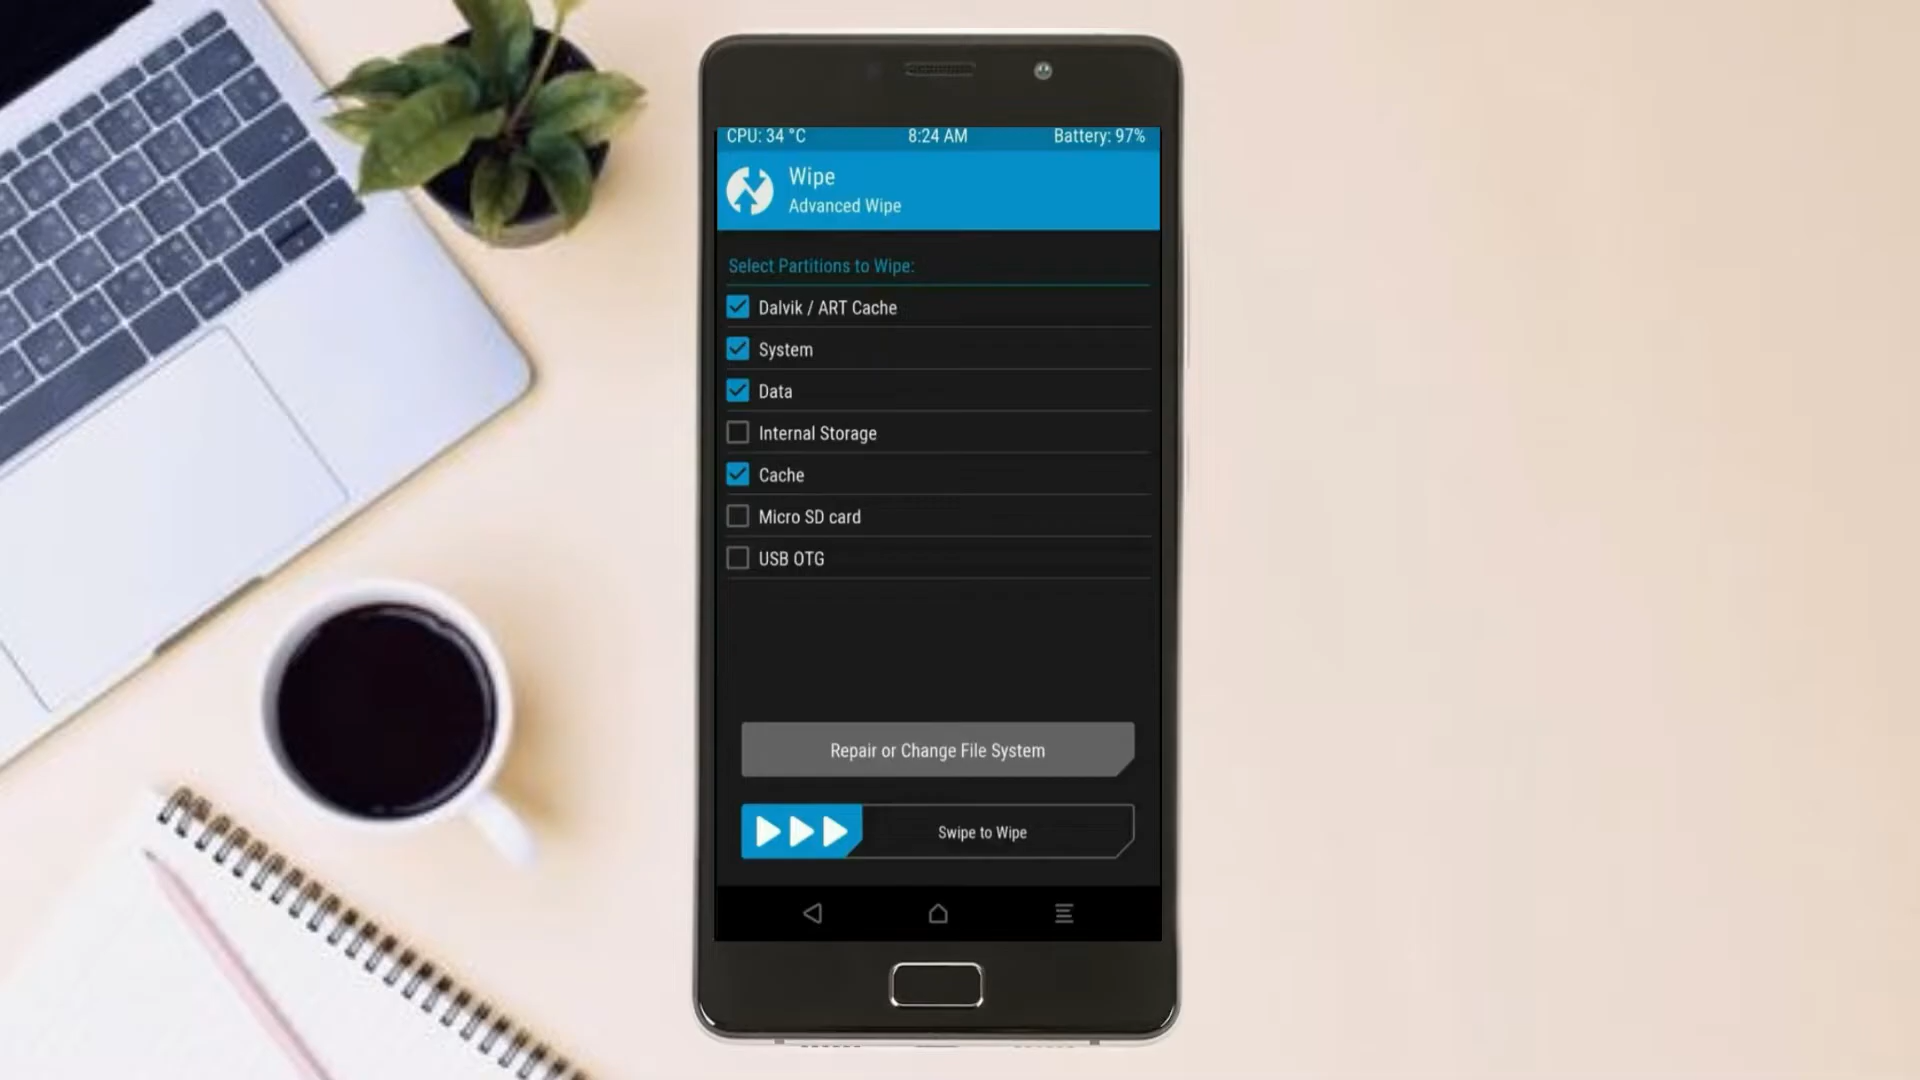 CPU: 34 °C 8:24 AM Battery: 97%
Wipe
Advanced Wipe
Select Partitions to Wipe:
Dalvik / ART Cache
System
Data
Internal Storage
Cache
Micro SD card
USB OTG
Repair or Change File System
Swipe to Wipe